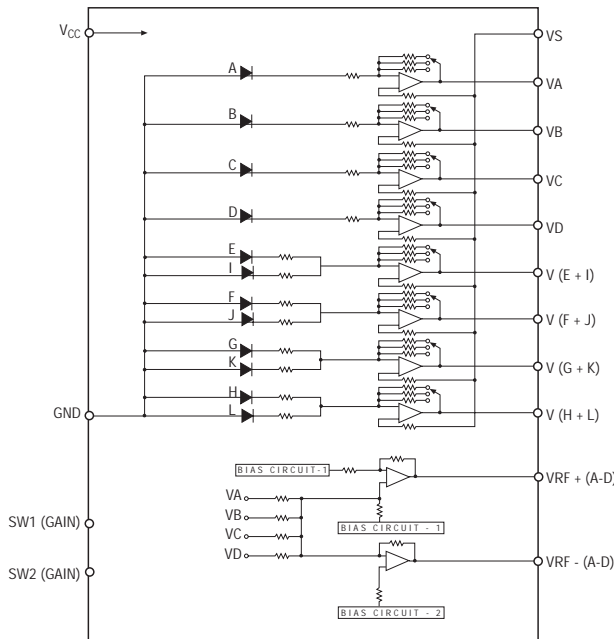 VCC
VS
A
VA
B
VB
C
VC
D
VD
E
I
V (E + I)
F
J
V (F + J)
G
K
V (G + K)
H
L
V (H + L)
GND
BIAS CIRCUIT-1
VRF + (A-D)
VA
VB
VC
VD
BIAS CIRCUIT - 1
SW1 (GAIN)
VRF - (A-D)
SW2 (GAIN)
BIAS CIRCUIT - 2